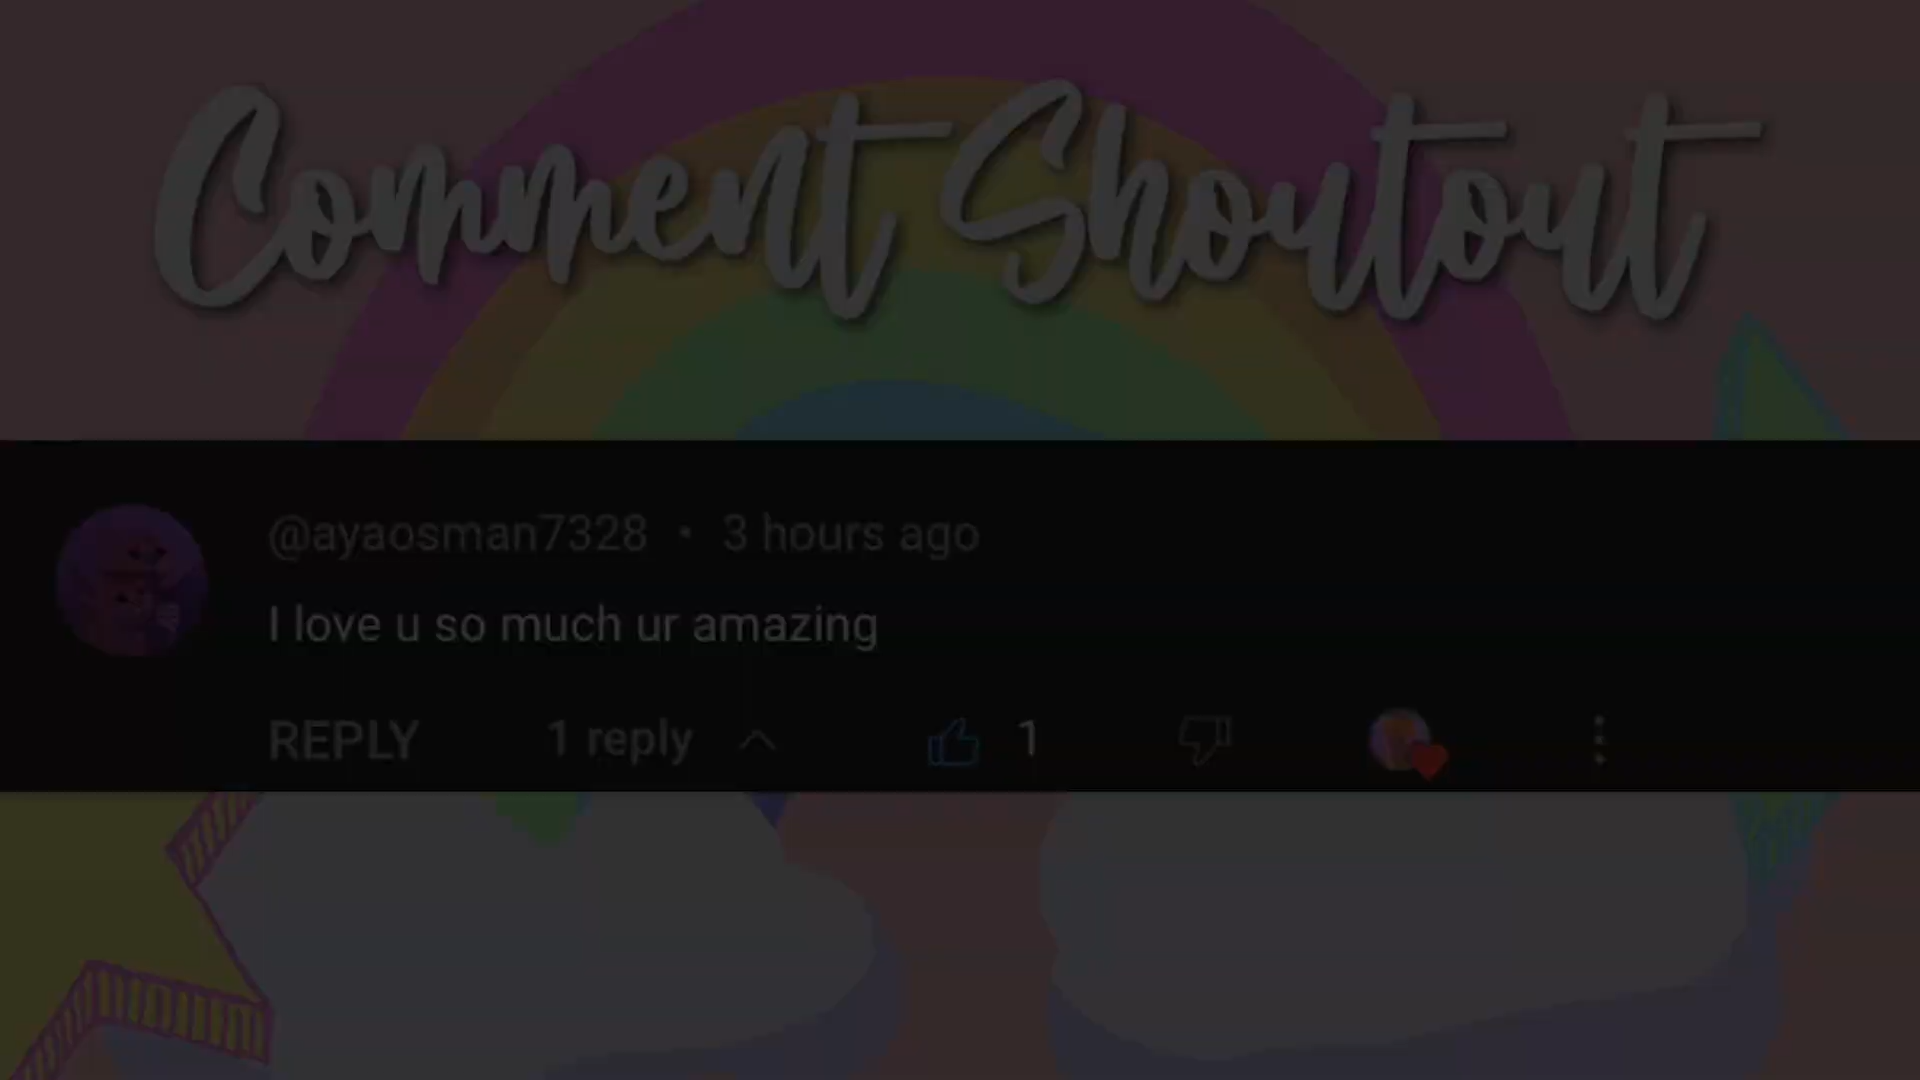 Comment Shoutout
@ayaosman7328 • 3 hours ago
I love u so much ur amazing
REPLY 1 reply 1